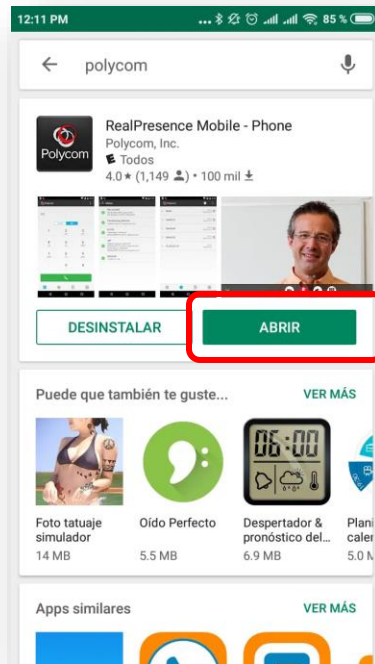 12:11 PM
85 %
polycom
Polycom
RealPresence Mobile - Phone
Polycom, Inc.
E Todos
4.0★ (1,149) • 100 mil
DESINSTALAR
ABRIR
Puede que también te guste...
VER MÁS
06:00
Foto tatuaje
simulador
14 MB
Oído Perfecto
5.5 MB
Despertador &
pronóstico del...
6.9 MB
Plani
caler
5.0 M
Apps similares
VER MÁS